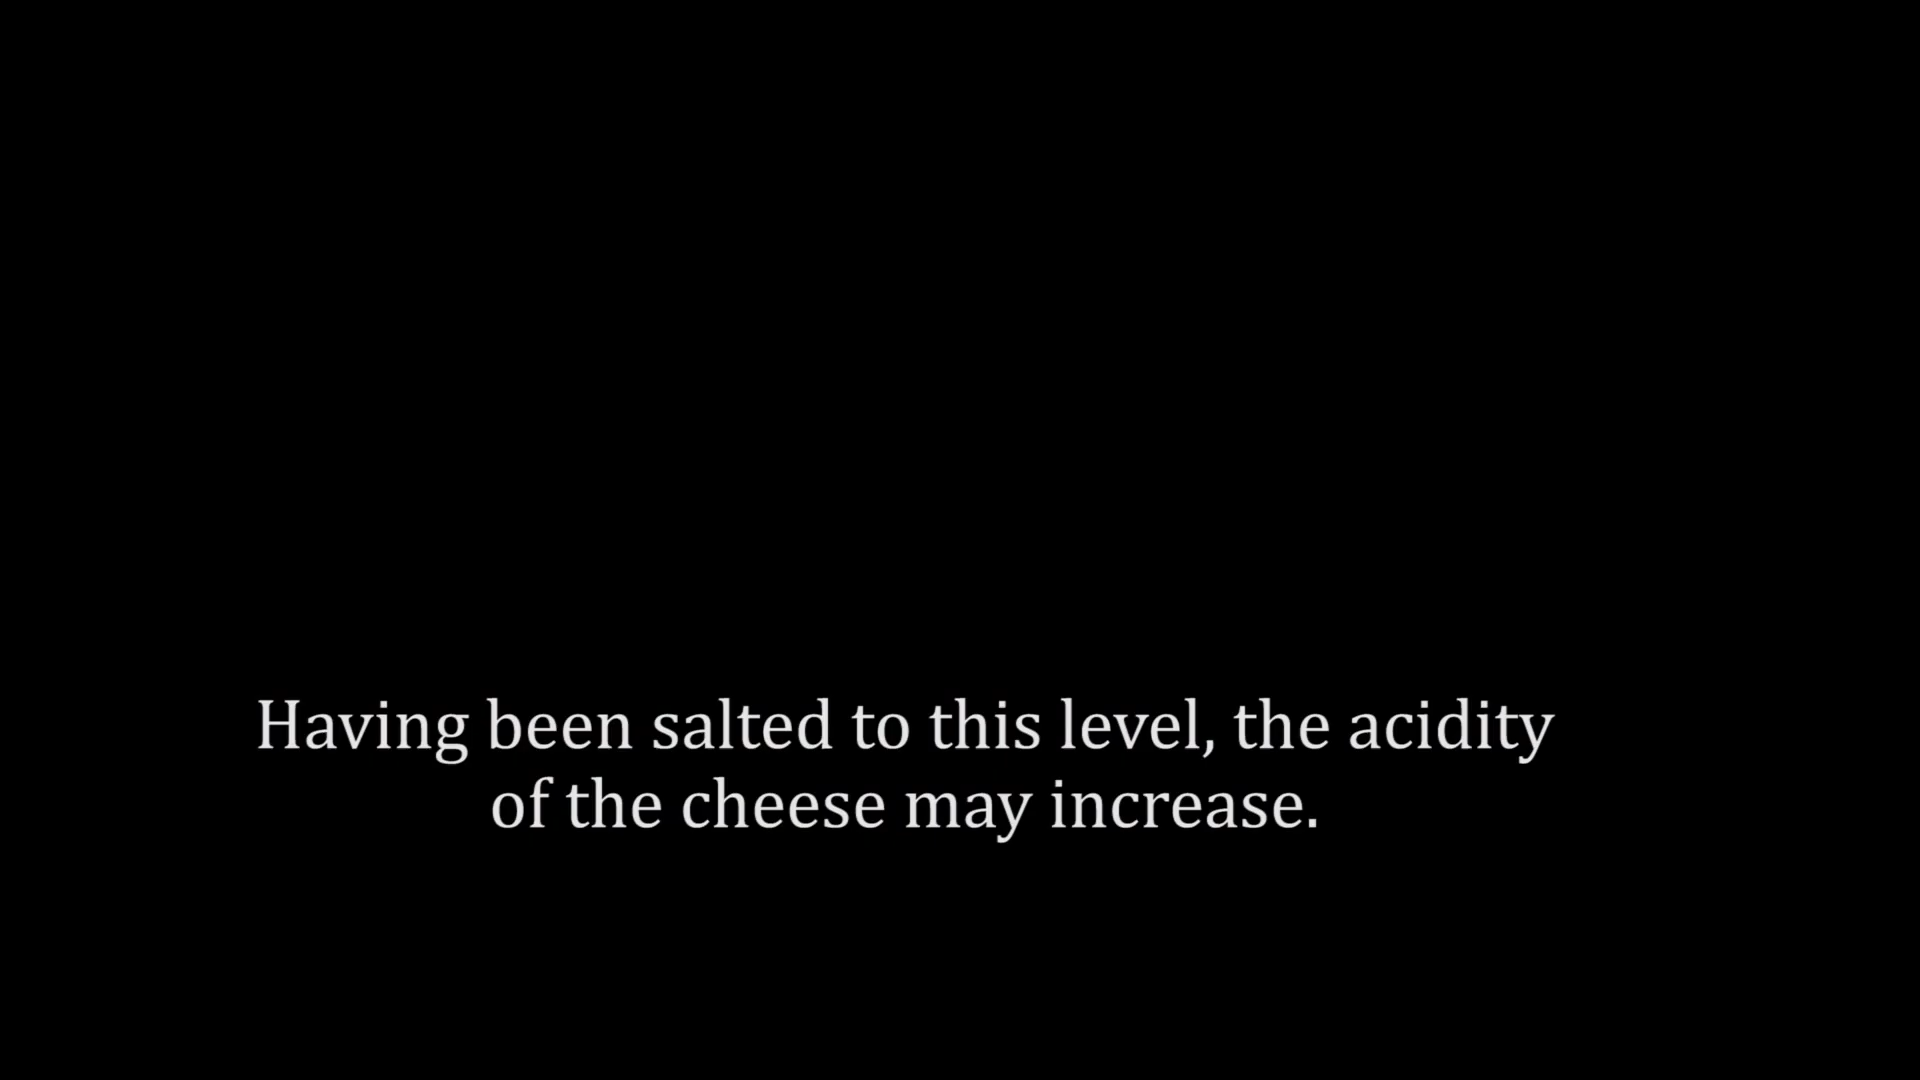 Having been salted to this level, the acidity
of the cheese may increase.